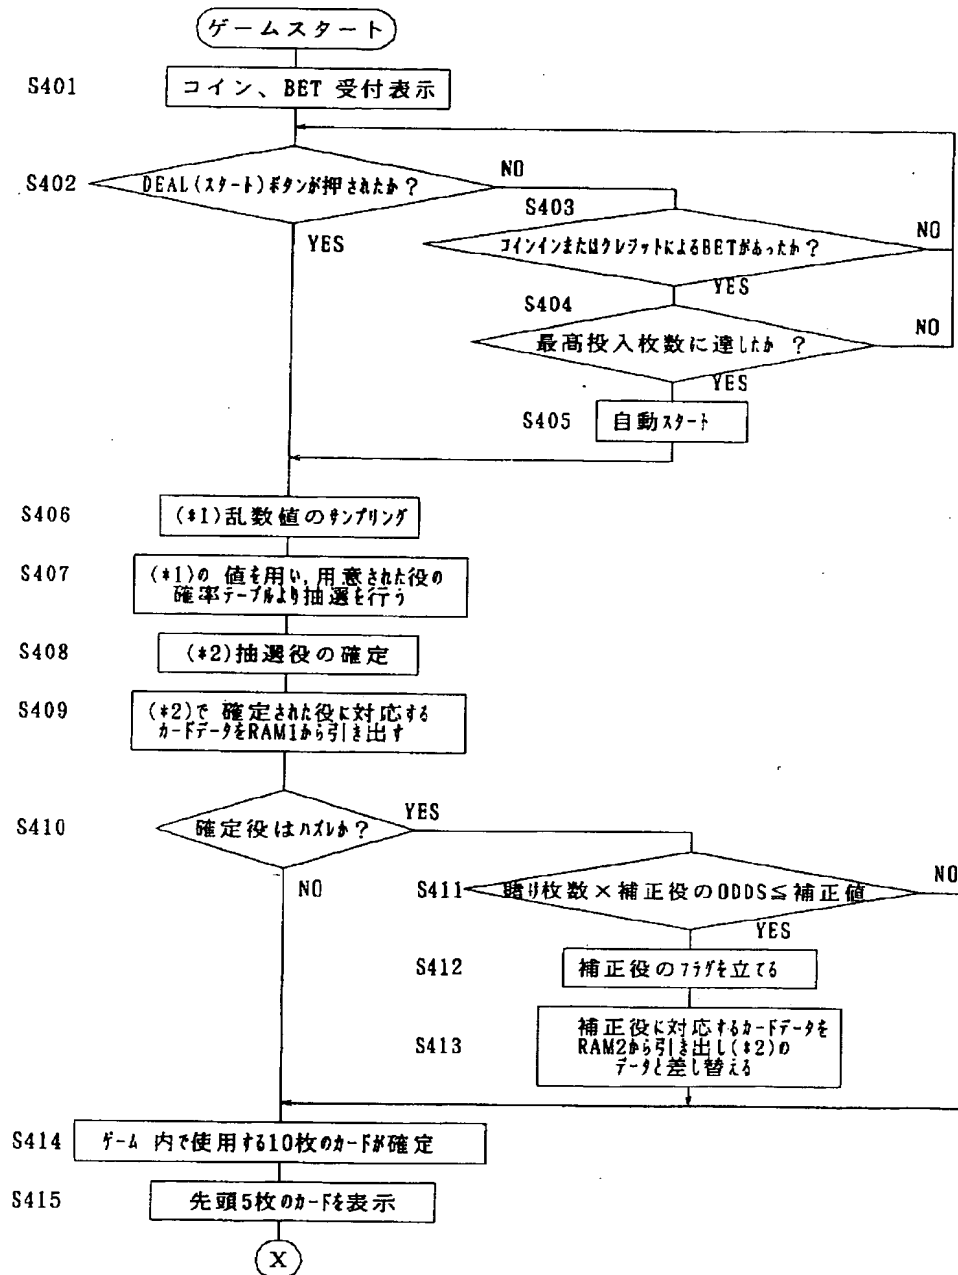 ゲームスタート
S401
コイン、BET 受付表示
S402
DEAL(スタート)ボタンが押されたか?
NO
YES
S403
コインインまたはクレジットによるBETがあったか?
NO
YES
S404
最高投入枚数に達したか ?
NO
YES
S405
自動スタート
S406
(*1)乱数値のサンプリング
S407
(*1)の 値を用い,用意された役の
確率テーブルより抽選を行う
S408
(*2)抽選役の確定
S409
(*2)で 確定された役に対応する
カードデータをRAM1から引き出す
S410
確定役はハズレか?
YES
NO
S411
賭け枚数×補正役のODDS≦補正値
NO
YES
S412
補正役のフラグを立てる
S413
補正役に対応するカードデータを
RAM2から引き出し(*2)の
データと差し替える
S414
ゲーム 内で使用する10枚のカードが確定
S415
先頭5枚のカードを表示
X